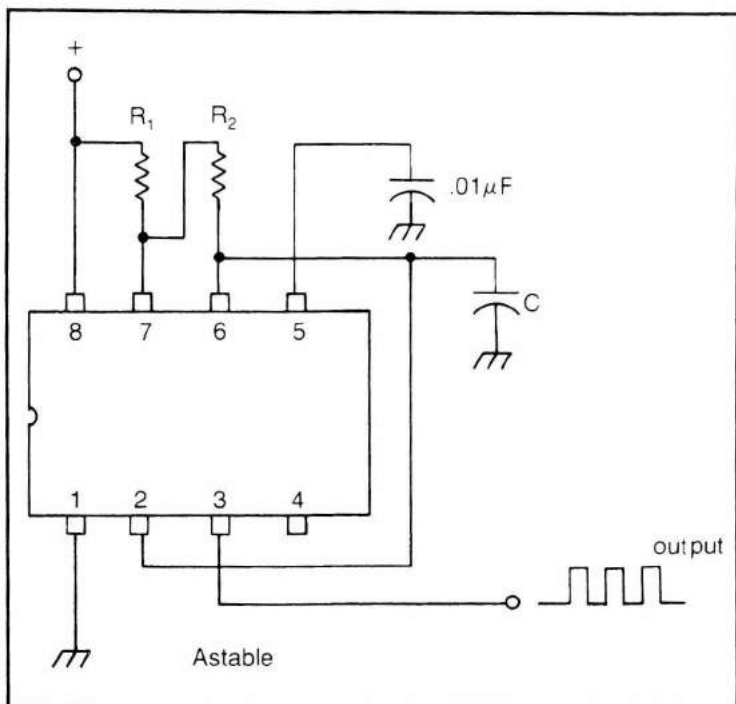 +
R₁ R₂
.01μF
C
8 7 6 5
1 2 3 4
output
Astable